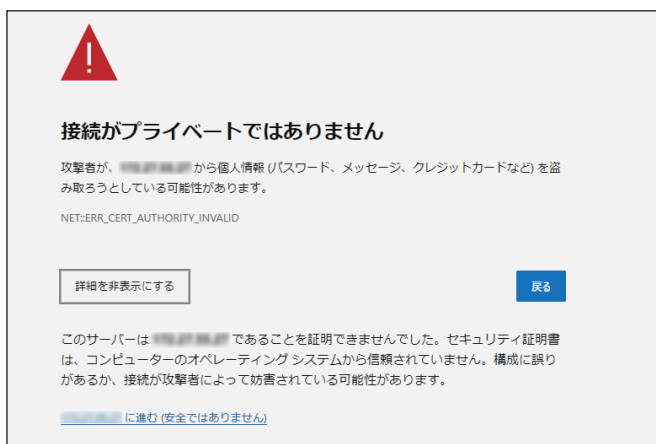 接続がプライベートではありません
攻撃者が、 から個人情報 (パスワード、メッセージ、クレジットカードなど) を盗
み取ろうとしている可能性があります。
NET::ERR_CERT_AUTHORITY_INVALID
詳細を非表示にする
戻る
このサーバーは であることを証明できませんでした。セキュリティ証明書
は、コンピューターのオペレーティング システムから信頼されていません。構成に誤り
があるか、接続が攻撃者によって妨害されている可能性があります。
に進む (安全ではありません)